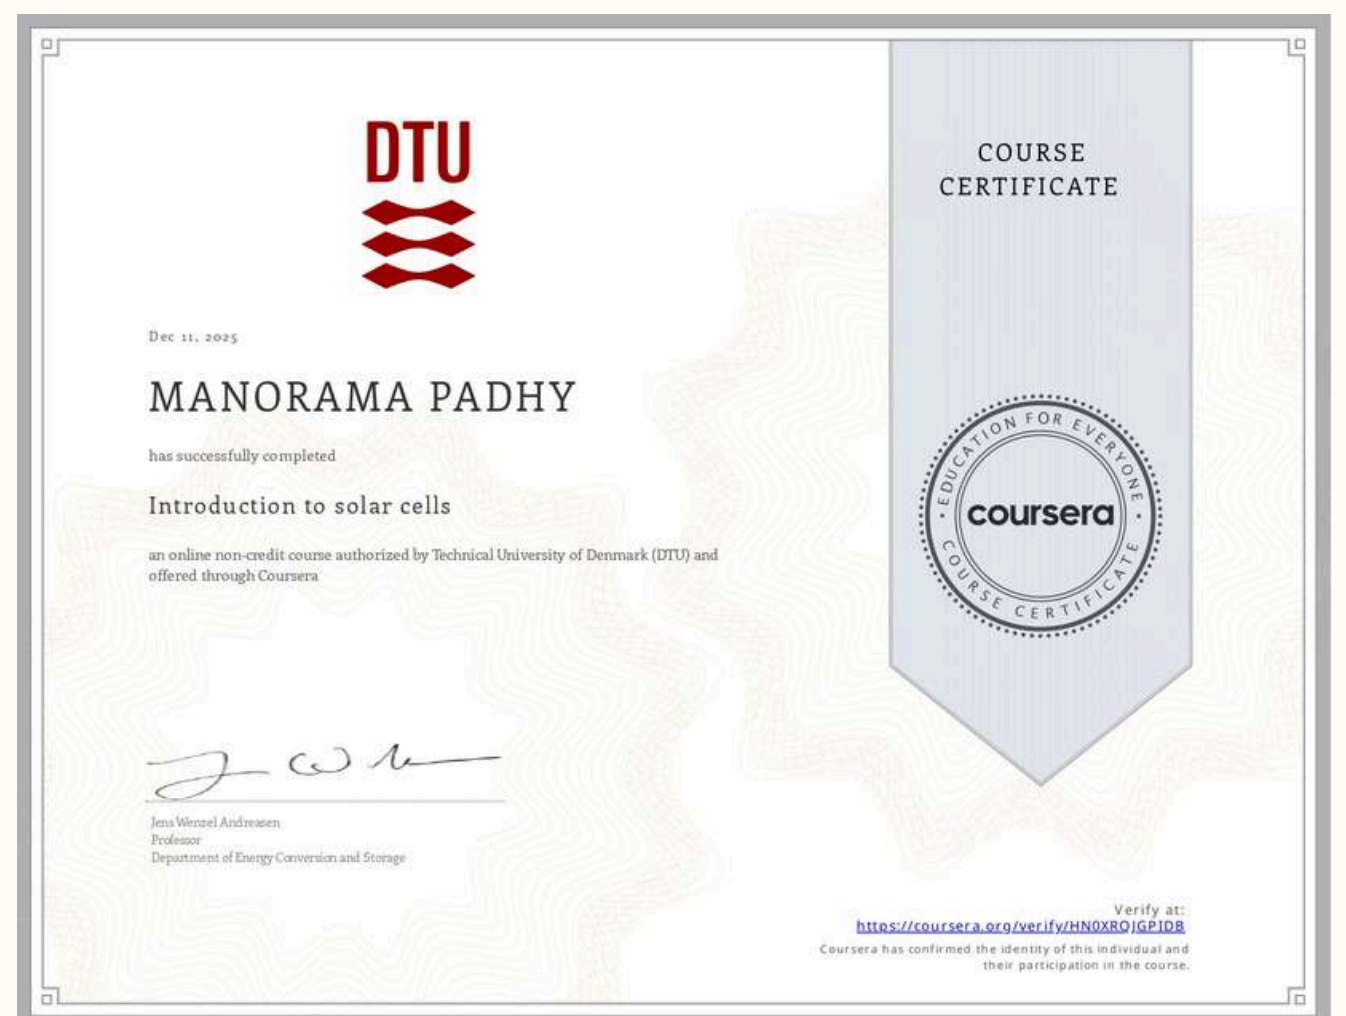 DTU
COURSE
CERTIFICATE
Dec 11, 2025
MANORAMA PADHY
has successfully completed
Introduction to solar cells
an online non-credit course authorized by Technical University of Denmark (DTU) and
offered through Coursera
EDUCATION FOR EVERYONE
coursera
COURSE CERTIFICATE
Jens Wenzel Andreasen
Professor
Department of Energy Conversion and Storage
Verify at:
https://coursera.org/verify/HN0XRQJGPIDB
Coursera has confirmed the identity of this individual and
their participation in the course.